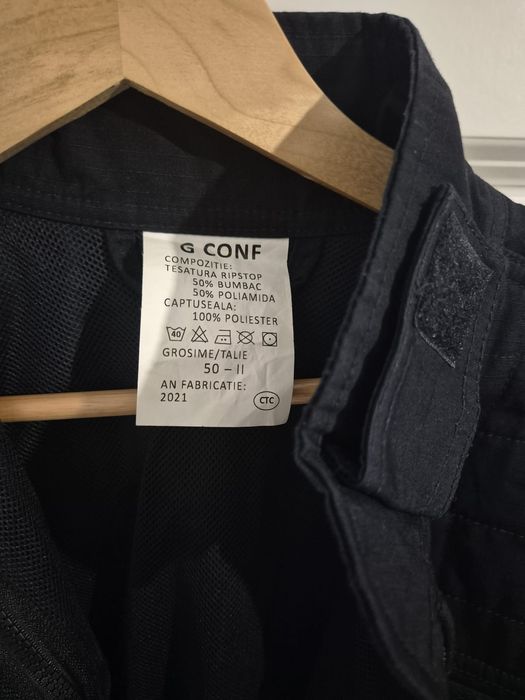 G CONF
COMPOZITIE:
TESATURA RIPSTOP
50% BUMBAC
50% POLIAMIDA
CAPTUSEALA:
100% POLIESTER
40
GROSIME/TALIE
50 – II
AN FABRICATIE:
2021
CTC